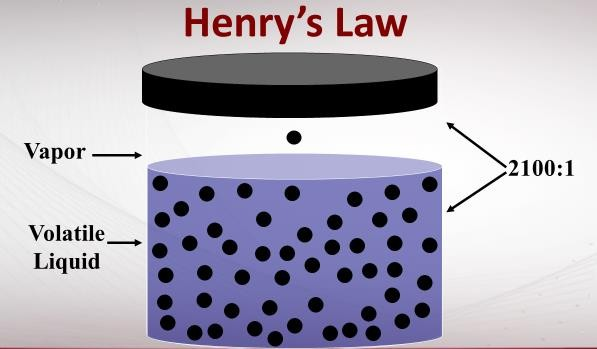 Henry’s Law
Vapor
2100:1
Volatile
Liquid